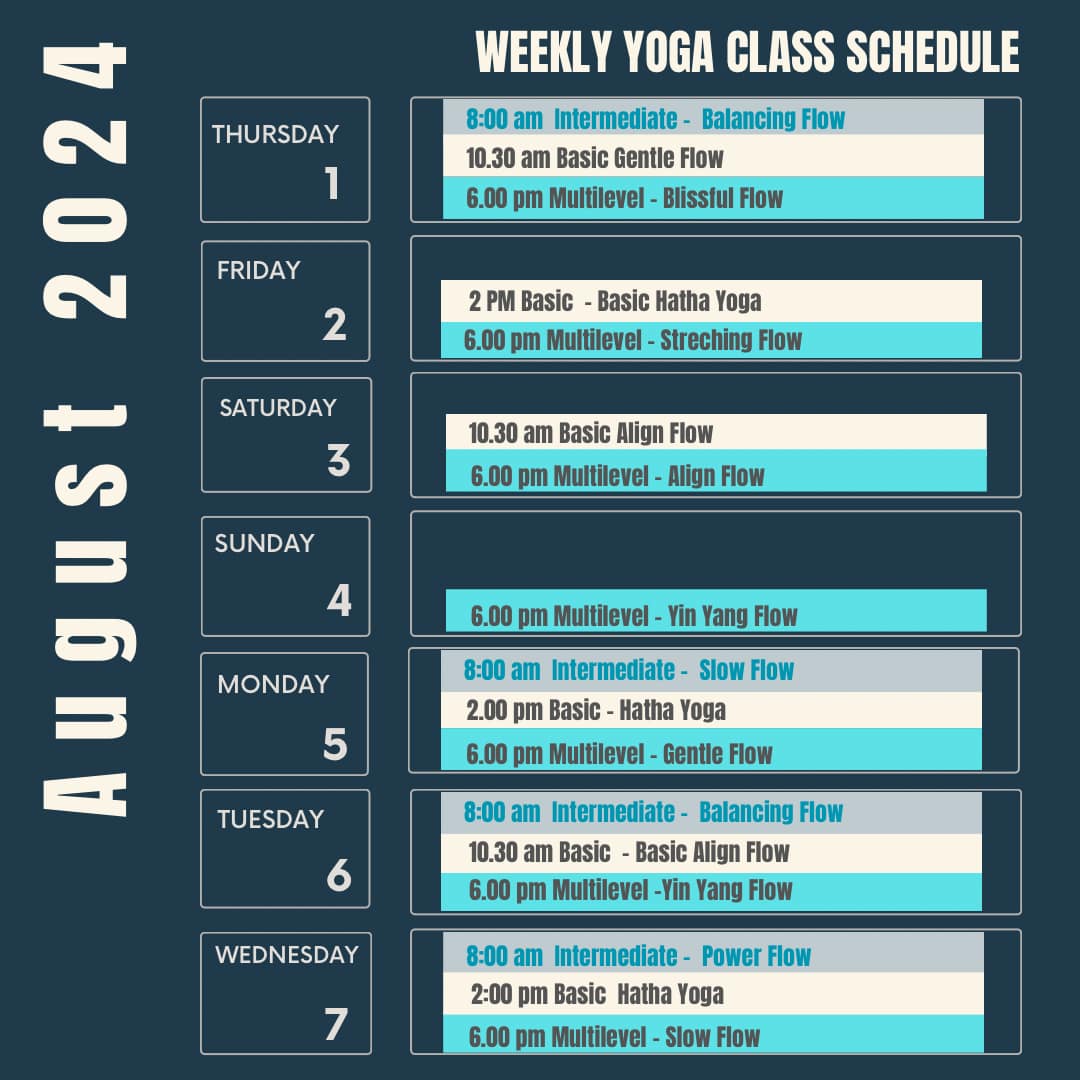 August 2024
WEEKLY YOGA CLASS SCHEDULE
THURSDAY
1
8:00 am Intermediate - Balancing Flow
10.30 am Basic Gentle Flow
6.00 pm Multilevel - Blissful Flow
FRIDAY
2
2 PM Basic - Basic Hatha Yoga
6.00 pm Multilevel - Streching Flow
SATURDAY
3
10.30 am Basic Align Flow
6.00 pm Multilevel - Align Flow
SUNDAY
4
6.00 pm Multilevel - Yin Yang Flow
MONDAY
5
8:00 am Intermediate - Slow Flow
2.00 pm Basic - Hatha Yoga
6.00 pm Multilevel - Gentle Flow
TUESDAY
6
8:00 am Intermediate - Balancing Flow
10.30 am Basic - Basic Align Flow
6.00 pm Multilevel -Yin Yang Flow
WEDNESDAY
7
8:00 am Intermediate - Power Flow
2:00 pm Basic Hatha Yoga
6.00 pm Multilevel - Slow Flow